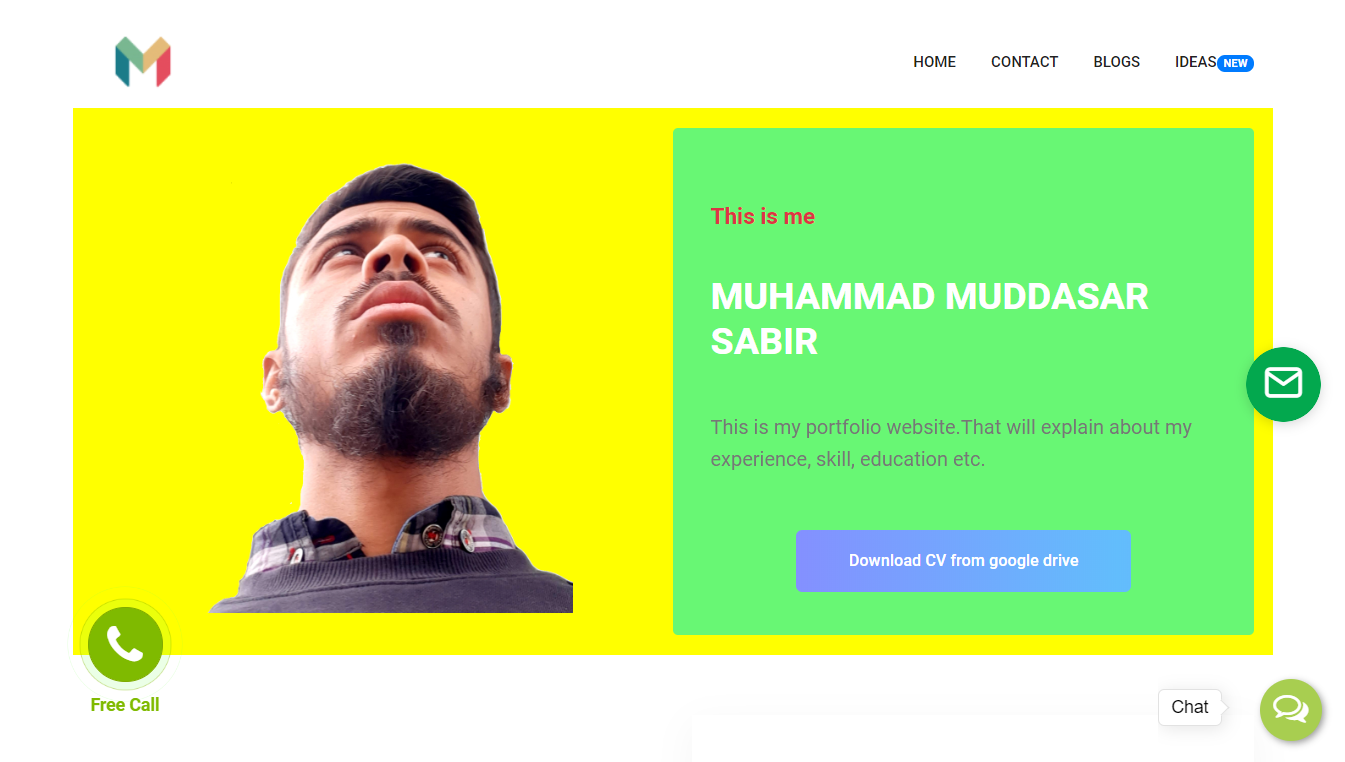 HOME CONTACT BLOGS IDEAS NEW
This is me
MUHAMMAD MUDDASAR
SABIR
This is my portfolio website.That will explain about my
experience, skill, education etc.
Download CV from google drive
Free Call
Chat